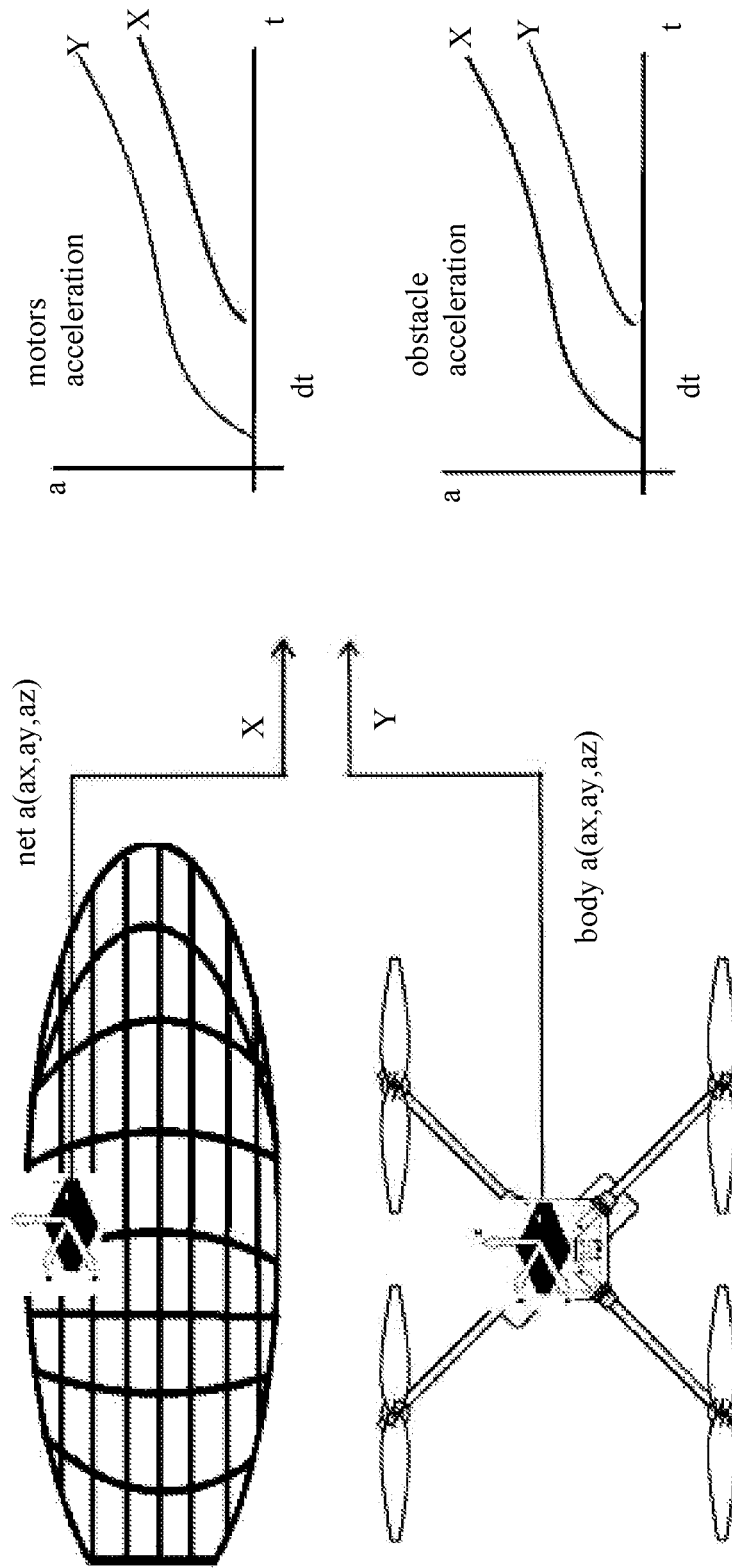 net a(ax,ay,az)
X
Y
body a(ax,ay,az)
a
motors
acceleration
Y
X
dt
t
a
obstacle
acceleration
X
Y
dt
t